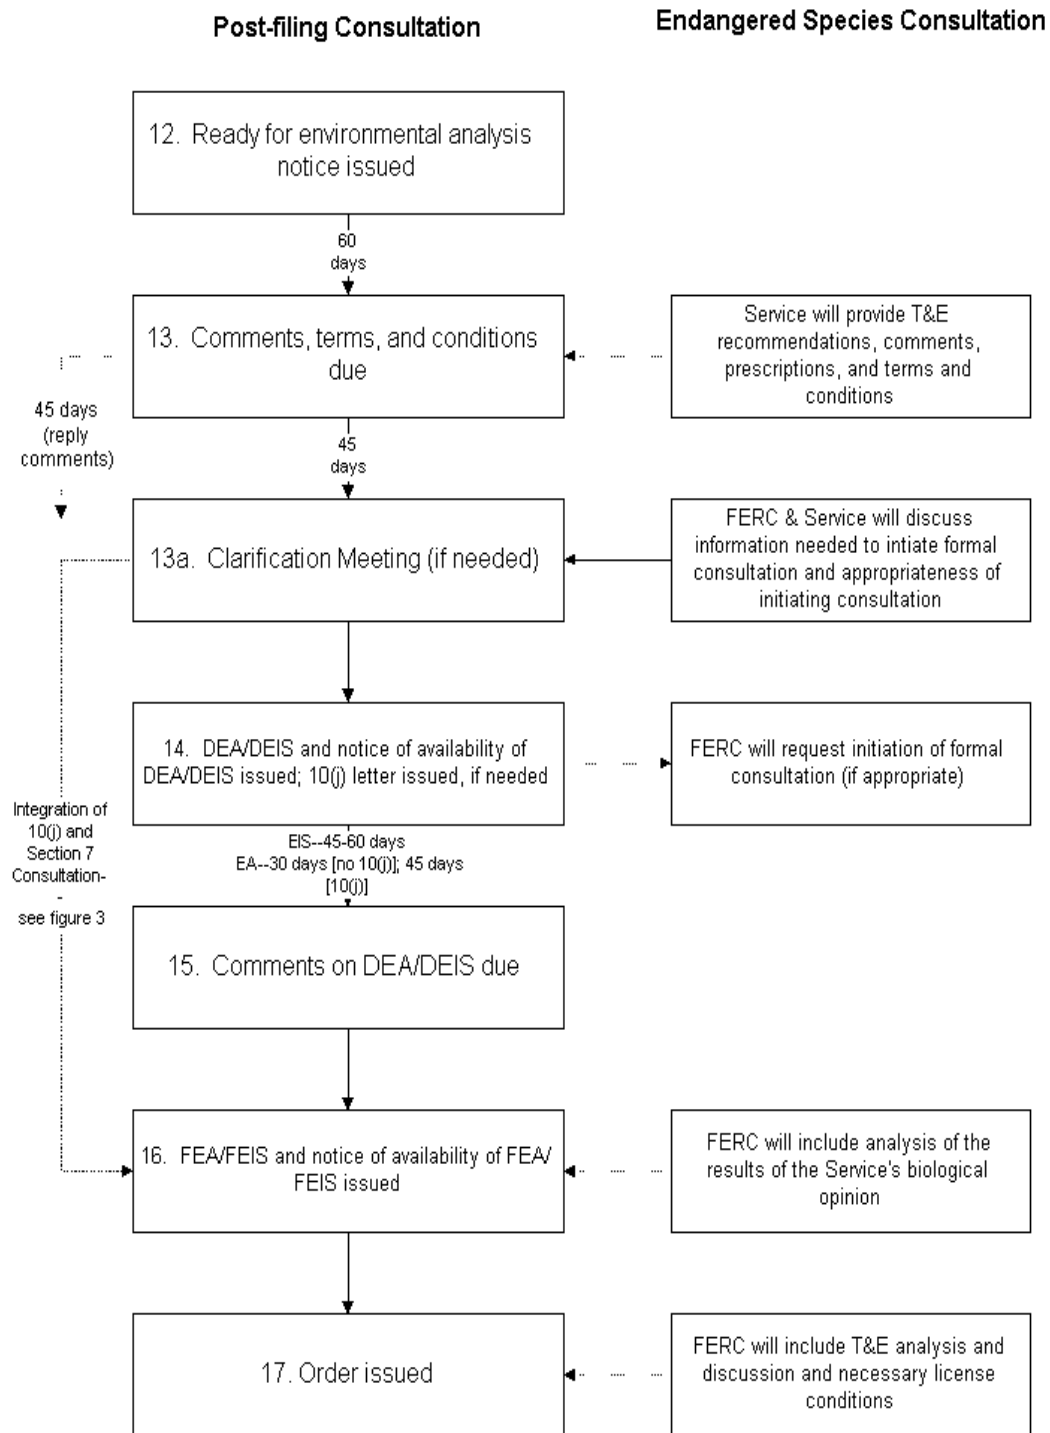 Post-filing Consultation
Endangered Species Consultation
12. Ready for environmental analysis
notice issued
60
days
13. Comments, terms, and conditions
due
Service will provide T&E
recommendations, comments,
prescriptions, and terms and
conditions
45 days
(reply
comments)
45
days
13a. Clarification Meeting (if needed)
FERC & Service will discuss
information needed to intiate formal
consultation and appropriateness of
initiating consultation
14. DEA/DEIS and notice of availability of
DEA/DEIS issued; 10(j) letter issued, if needed
FERC will request initiation of formal
consultation (if appropriate)
Integration of
10(j) and
Section 7
Consultation-
-
see figure 3
EIS--45-60 days
EA--30 days [no 10(j)]; 45 days
[10(j)]
15. Comments on DEA/DEIS due
16. FEA/FEIS and notice of availability of FEA/
FEIS issued
FERC will include analysis of the
results of the Service's biological
opinion
17. Order issued
FERC will include T&E analysis and
discussion and necessary license
conditions